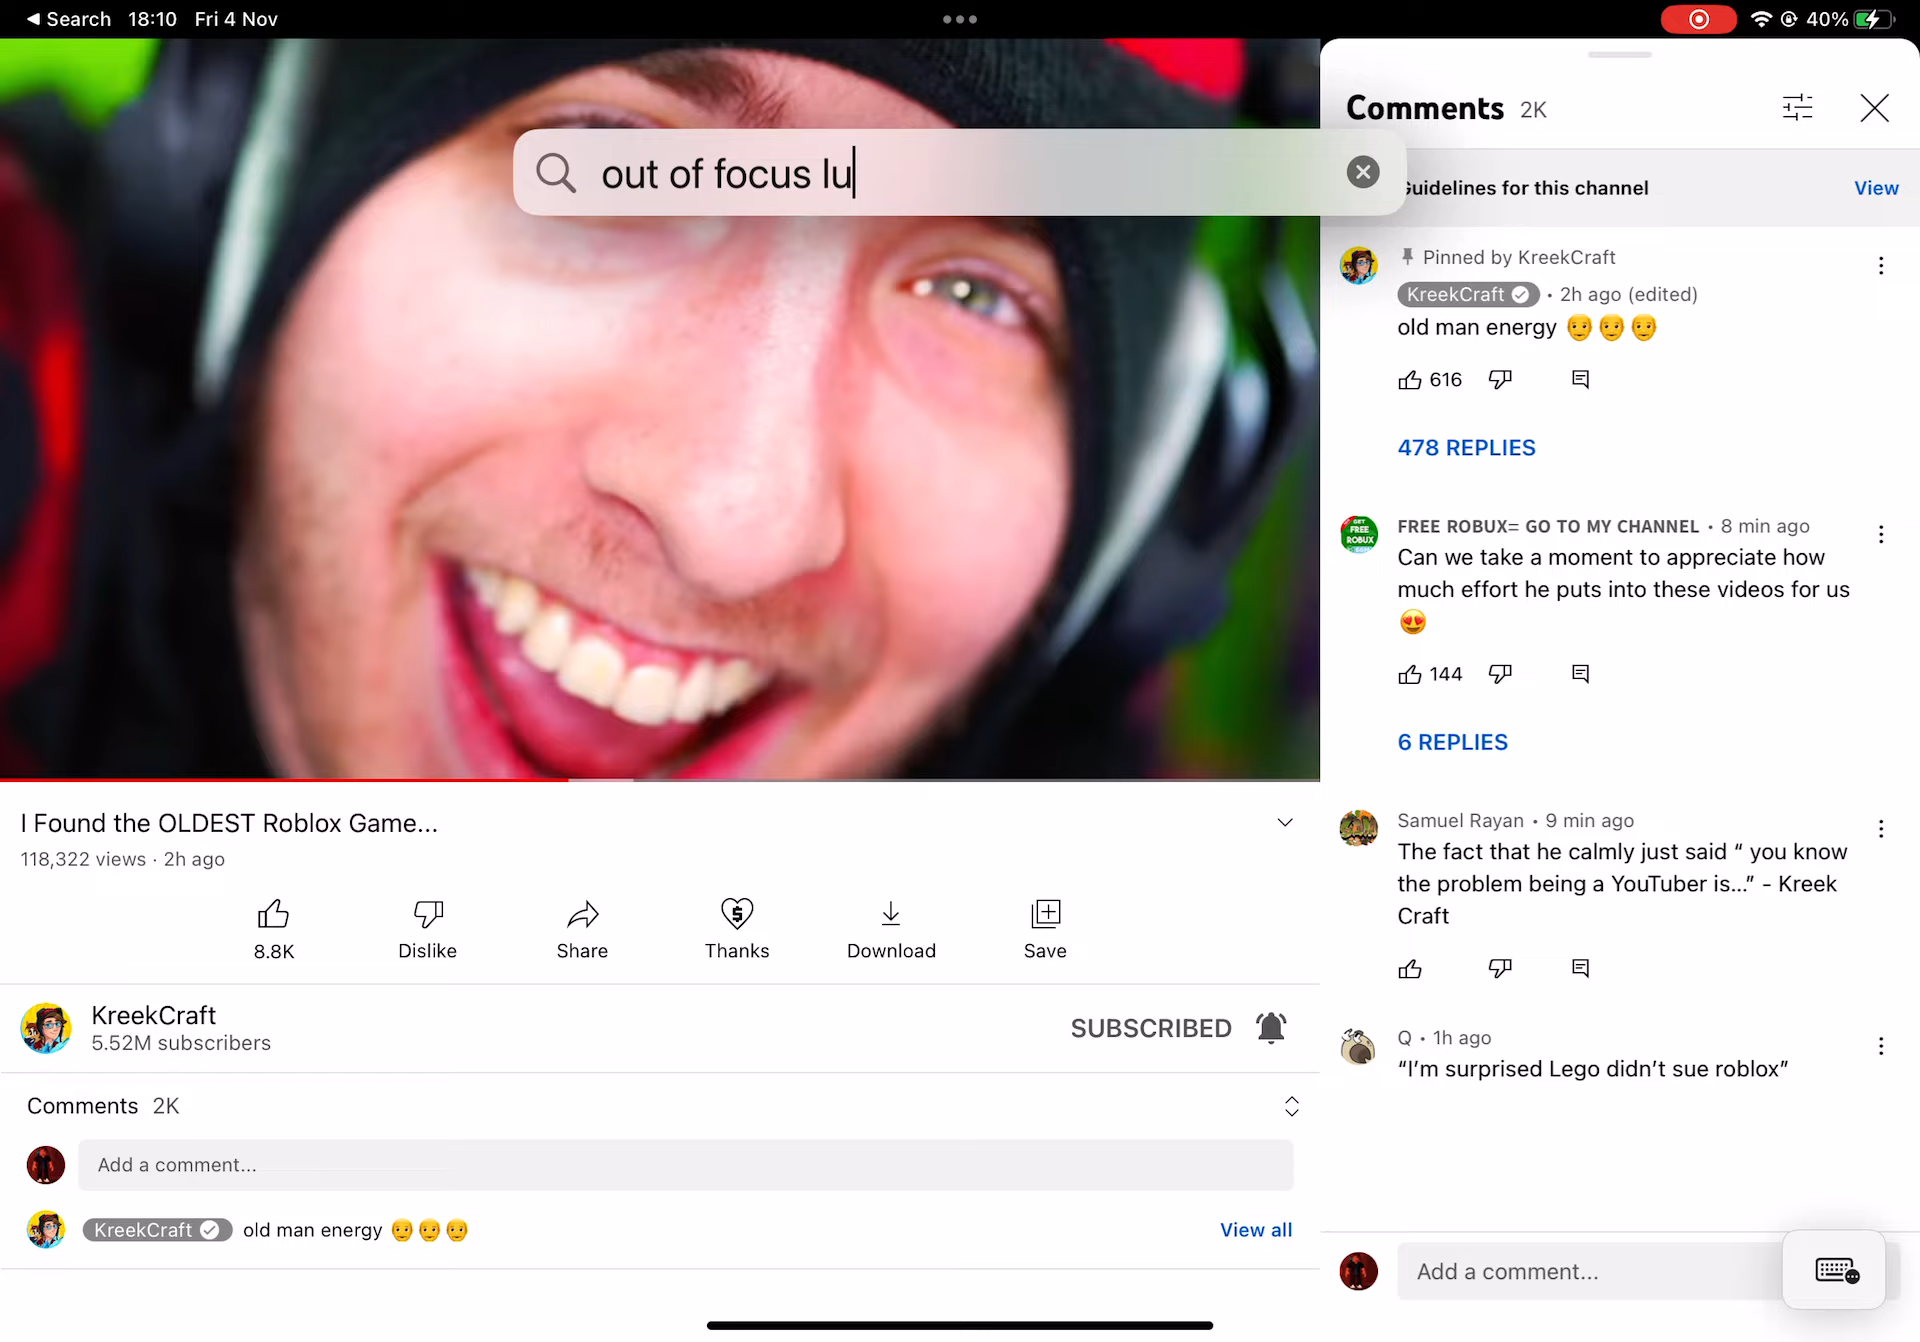 ◀ Search 18:10 Fri 4 Nov
40%
out of focus lu
Comments 2K
Guidelines for this channel View
Pinned by KreekCraft
KreekCraft • 2h ago (edited)
old man energy 👴👴👴
616
478 REPLIES
GET FREE ROBUX
FREE ROBUX= GO TO MY CHANNEL • 8 min ago
Can we take a moment to appreciate how
much effort he puts into these videos for us
😍
144
6 REPLIES
Samuel Rayan • 9 min ago
The fact that he calmly just said “ you know
the problem being a YouTuber is...” - Kreek
Craft
Q • 1h ago
“I’m surprised Lego didn’t sue roblox”
Add a comment...
I Found the OLDEST Roblox Game...
118,322 views · 2h ago
8.8K Dislike Share Thanks Download Save
KreekCraft
5.52M subscribers
SUBSCRIBED
Comments 2K
Add a comment...
KreekCraft old man energy 👴👴👴 View all